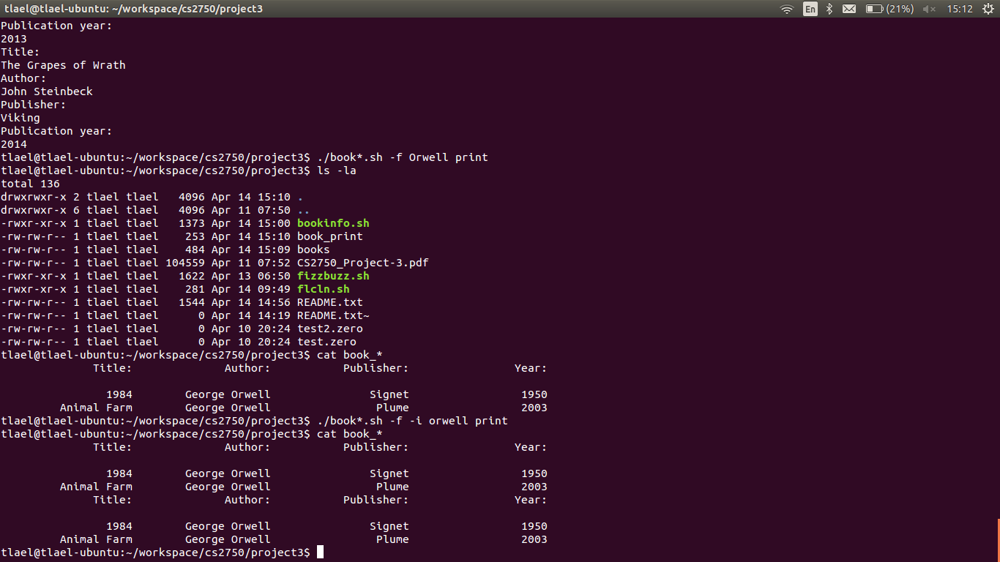 tlael@tlael-ubuntu: ~/workspace/cs2750/project3 En (21%) 15:12
Publication year:
2013
Title:
The Grapes of Wrath
Author:
John Steinbeck
Publisher:
Viking
Publication year:
2014
tlael@tlael-ubuntu:~/workspace/cs2750/project3$ ./book*.sh -f Orwell print
tlael@tlael-ubuntu:~/workspace/cs2750/project3$ ls -la
total 136
drwxrwxr-x 2 tlael tlael   4096 Apr 14 15:10 .
drwxrwxr-x 6 tlael tlael   4096 Apr 11 07:50 ..
-rwxr-xr-x 1 tlael tlael   1373 Apr 14 15:00 bookinfo.sh
-rw-rw-r-- 1 tlael tlael    253 Apr 14 15:10 book_print
-rw-rw-r-- 1 tlael tlael    484 Apr 14 15:09 books
-rw-rw-r-- 1 tlael tlael 104559 Apr 11 07:52 CS2750_Project-3.pdf
-rwxr-xr-x 1 tlael tlael   1622 Apr 13 06:50 fizzbuzz.sh
-rwxr-xr-x 1 tlael tlael    281 Apr 14 09:49 flcln.sh
-rw-rw-r-- 1 tlael tlael   1544 Apr 14 14:56 README.txt
-rw-rw-r-- 1 tlael tlael      0 Apr 14 14:19 README.txt~
-rw-rw-r-- 1 tlael tlael      0 Apr 10 20:24 test2.zero
-rw-rw-r-- 1 tlael tlael      0 Apr 10 20:24 test.zero
tlael@tlael-ubuntu:~/workspace/cs2750/project3$ cat book_*
              Title:              Author:           Publisher:                Year:
                1984        George Orwell               Signet                 1950
         Animal Farm        George Orwell                Plume                 2003
tlael@tlael-ubuntu:~/workspace/cs2750/project3$ ./book*.sh -f -i orwell print
tlael@tlael-ubuntu:~/workspace/cs2750/project3$ cat book_*
              Title:              Author:           Publisher:                Year:
                1984        George Orwell               Signet                 1950
         Animal Farm        George Orwell                Plume                 2003
              Title:              Author:           Publisher:                Year:
                1984        George Orwell               Signet                 1950
         Animal Farm        George Orwell                Plume                 2003
tlael@tlael-ubuntu:~/workspace/cs2750/project3$